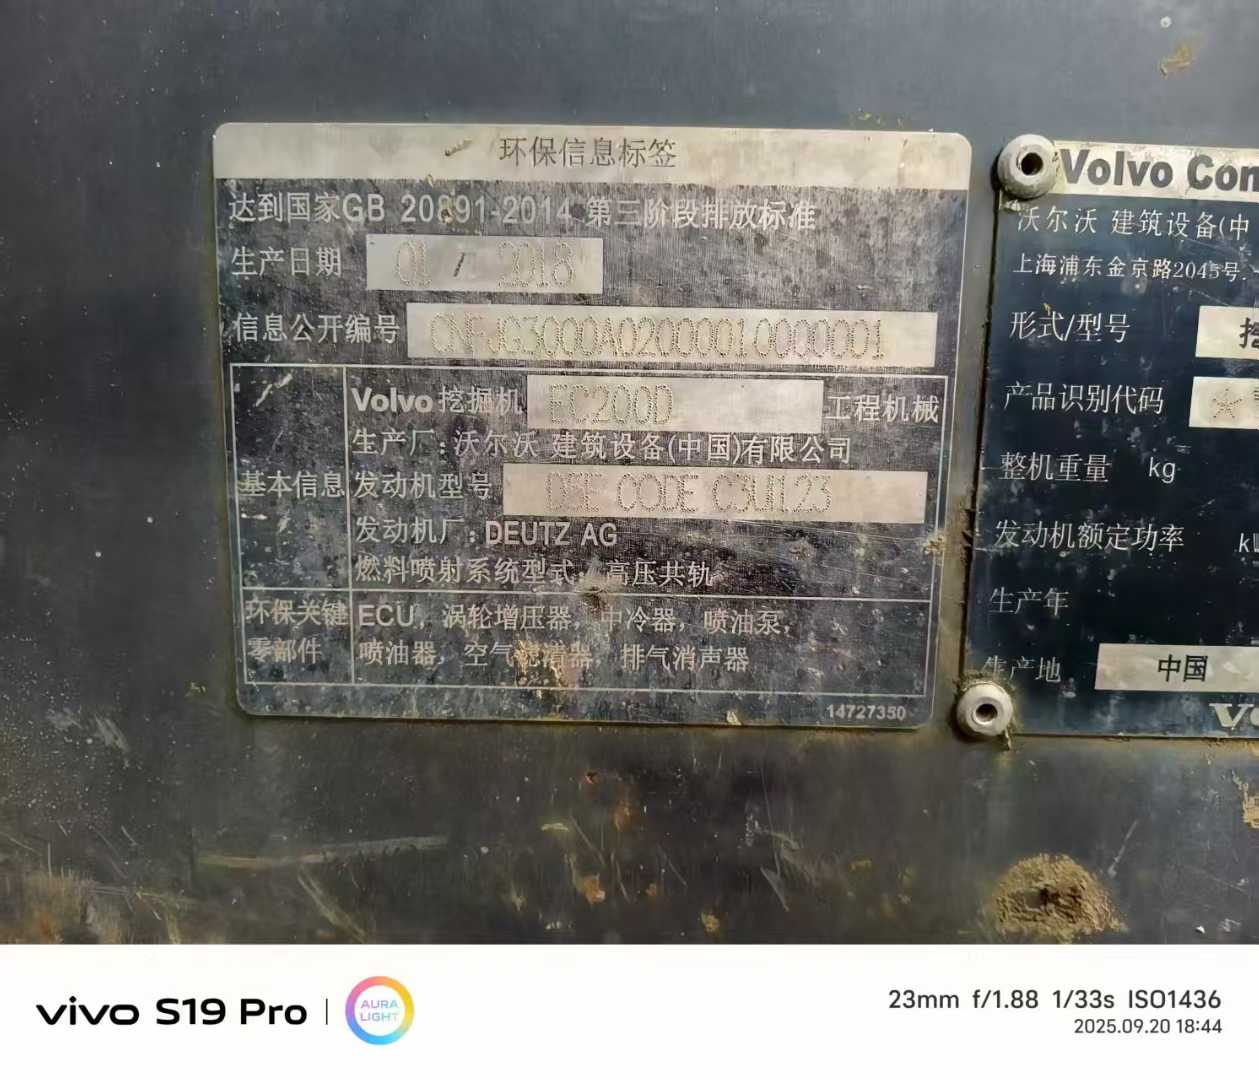 环保信息标签
达到国家GB 20891-2014 第三阶段排放标准
生产日期 01 / 2018
信息公开编号 CNFJG3000A0200001000001
Volvo挖掘机 EC200D 工程机械
生产厂: 沃尔沃 建筑设备(中国)有限公司
基本信息 发动机型号 D5E CODE C3U123
发动机厂: DEUTZ AG
燃料喷射系统型式: 高压共轨
环保关键零部件
ECU, 涡轮增压器, 中冷器, 喷油泵,
喷油器, 空气滤清器, 排气消声器
14727350
Volvo Con
沃尔沃 建筑设备(中
上海浦东金京路2045号,
形式/型号
产品识别代码 *
整机重量 kg
发动机额定功率
生产年
生产地 中国
vivo S19 Pro | AURA LIGHT
23mm f/1.88 1/33s ISO1436
2025.09.20 18:44